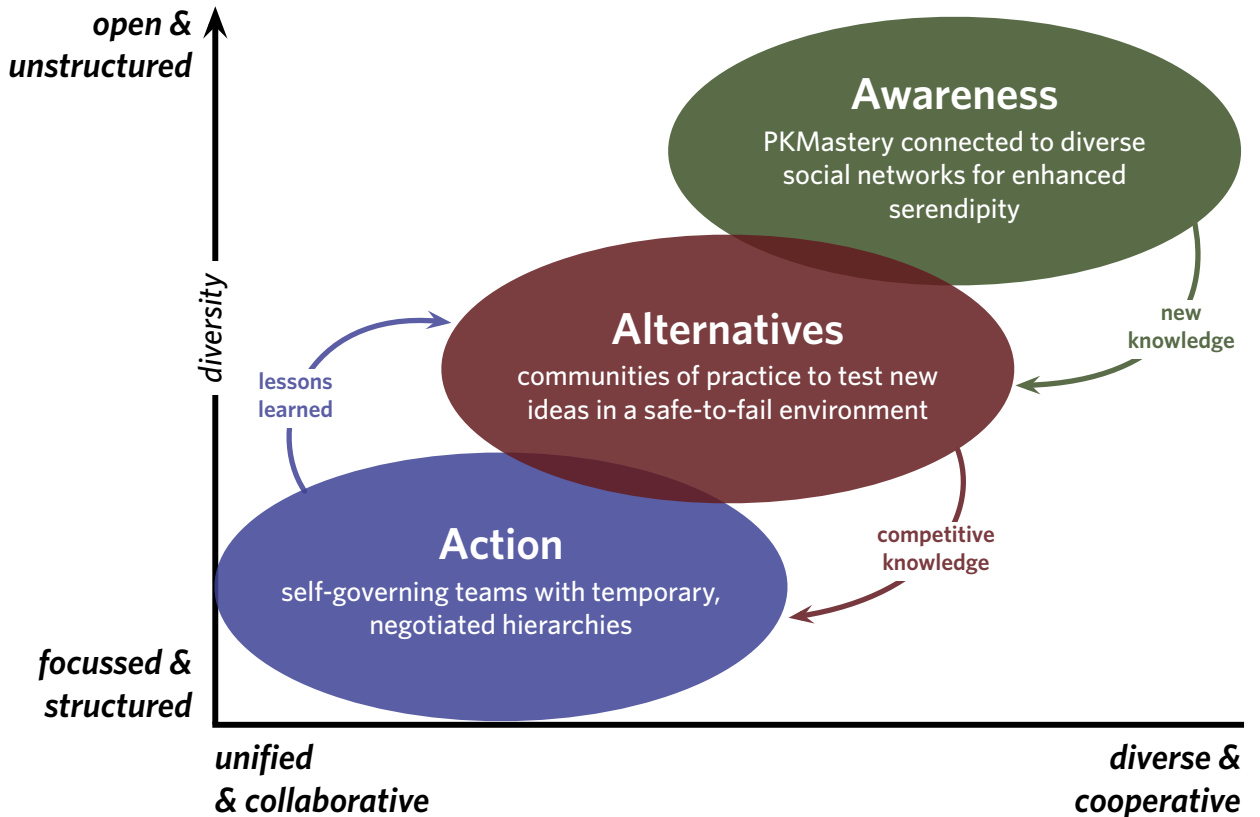 open &
unstructured
Awareness
PKMastery connected to diverse
social networks for enhanced
serendipity
diversity
new
knowledge
Alternatives
communities of practice to test new
ideas in a safe-to-fail environment
lessons
learned
competitive
knowledge
Action
self-governing teams with temporary,
negotiated hierarchies
focussed &
structured
unified
& collaborative
diverse &
cooperative